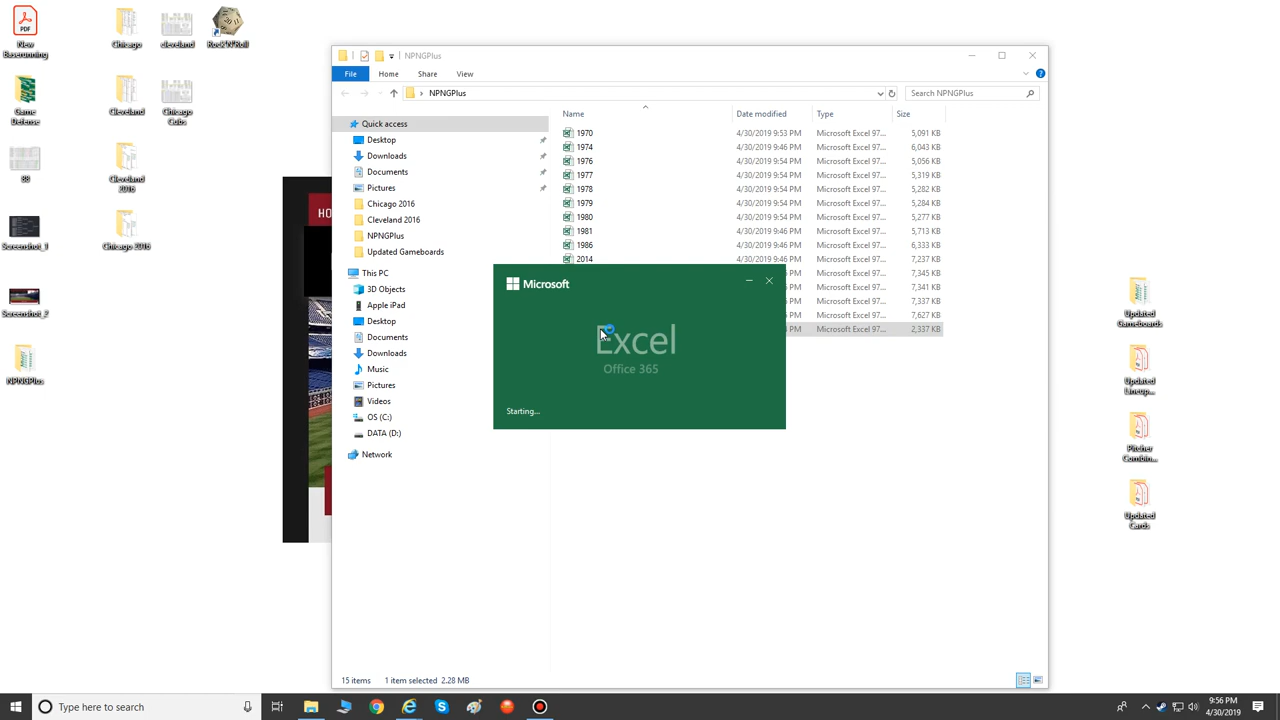 New
Baserunning
Chicago
cleveland
Rock'N'Roll
Game
Defense
Cleveland
Chicago
Cubs
88
Cleveland
2016
Screenshot_1
Chicago 2016
Screenshot_2
NPNGPlus
HO
NPNGPlus
File
Home
Share
View
NPNGPlus
Search NPNGPlus
Name
Date modified
Type
Size
Quick access
Desktop
Downloads
Documents
Pictures
Chicago 2016
Cleveland 2016
NPNGPlus
Updated Gameboards
This PC
3D Objects
Apple iPad
Desktop
Documents
Downloads
Music
Pictures
Videos
OS (C:)
DATA (D:)
Network
1970 4/30/2019 9:53 PM Microsoft Excel 97... 5,091 KB
1974 4/30/2019 9:46 PM Microsoft Excel 97... 6,043 KB
1976 4/30/2019 9:54 PM Microsoft Excel 97... 5,056 KB
1977 4/30/2019 9:54 PM Microsoft Excel 97... 5,319 KB
1978 4/30/2019 9:54 PM Microsoft Excel 97... 5,282 KB
1979 4/30/2019 9:54 PM Microsoft Excel 97... 5,284 KB
1980 4/30/2019 9:54 PM Microsoft Excel 97... 5,277 KB
1981 4/30/2019 9:46 PM Microsoft Excel 97... 5,713 KB
1986 4/30/2019 9:46 PM Microsoft Excel 97... 6,333 KB
2014 4/30/2019 9:46 PM Microsoft Excel 97... 7,237 KB
PM Microsoft Excel 97... 7,345 KB
PM Microsoft Excel 97... 7,341 KB
PM Microsoft Excel 97... 7,337 KB
PM Microsoft Excel 97... 7,627 KB
PM Microsoft Excel 97... 2,337 KB
Microsoft
Excel
Office 365
Starting...
Updated
Gameboards
Updated
Lineup...
Pitcher
Combin...
Updated
Cards
15 items 1 item selected 2.28 MB
Type here to search
9:56 PM
4/30/2019